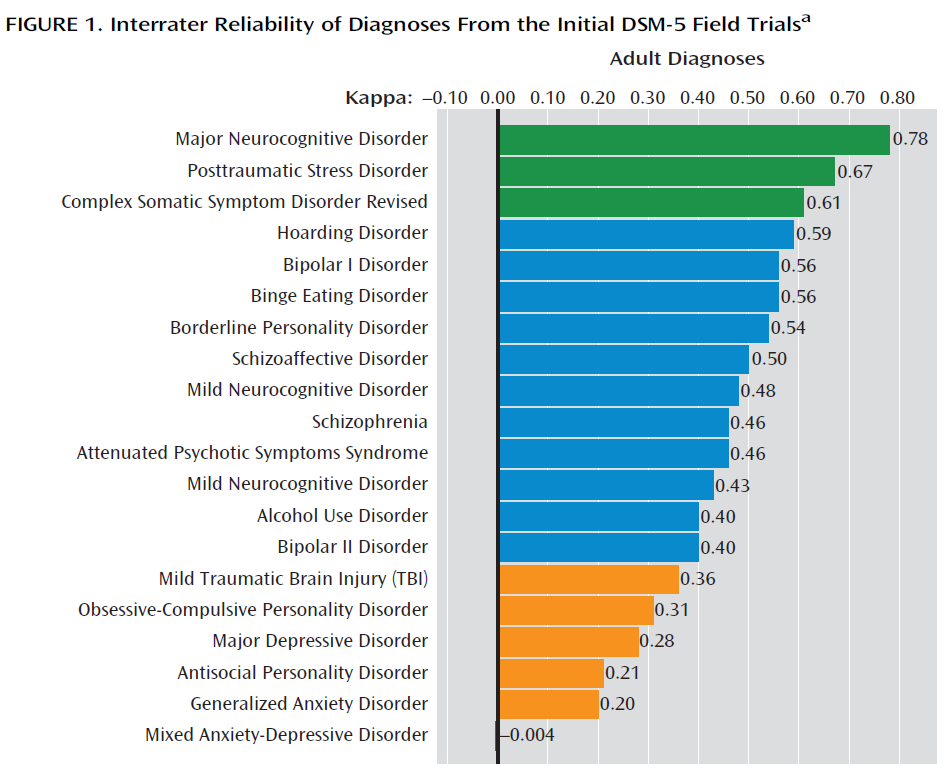 FIGURE 1. Interrater Reliability of Diagnoses From the Initial DSM-5 Field Trialsa
Adult Diagnoses
Kappa: –0.10 0.00 0.10 0.20 0.30 0.40 0.50 0.60 0.70 0.80
Major Neurocognitive Disorder 0.78
Posttraumatic Stress Disorder 0.67
Complex Somatic Symptom Disorder Revised 0.61
Hoarding Disorder 0.59
Bipolar I Disorder 0.56
Binge Eating Disorder 0.56
Borderline Personality Disorder 0.54
Schizoaffective Disorder 0.50
Mild Neurocognitive Disorder 0.48
Schizophrenia 0.46
Attenuated Psychotic Symptoms Syndrome 0.46
Mild Neurocognitive Disorder 0.43
Alcohol Use Disorder 0.40
Bipolar II Disorder 0.40
Mild Traumatic Brain Injury (TBI) 0.36
Obsessive-Compulsive Personality Disorder 0.31
Major Depressive Disorder 0.28
Antisocial Personality Disorder 0.21
Generalized Anxiety Disorder 0.20
Mixed Anxiety-Depressive Disorder –0.004